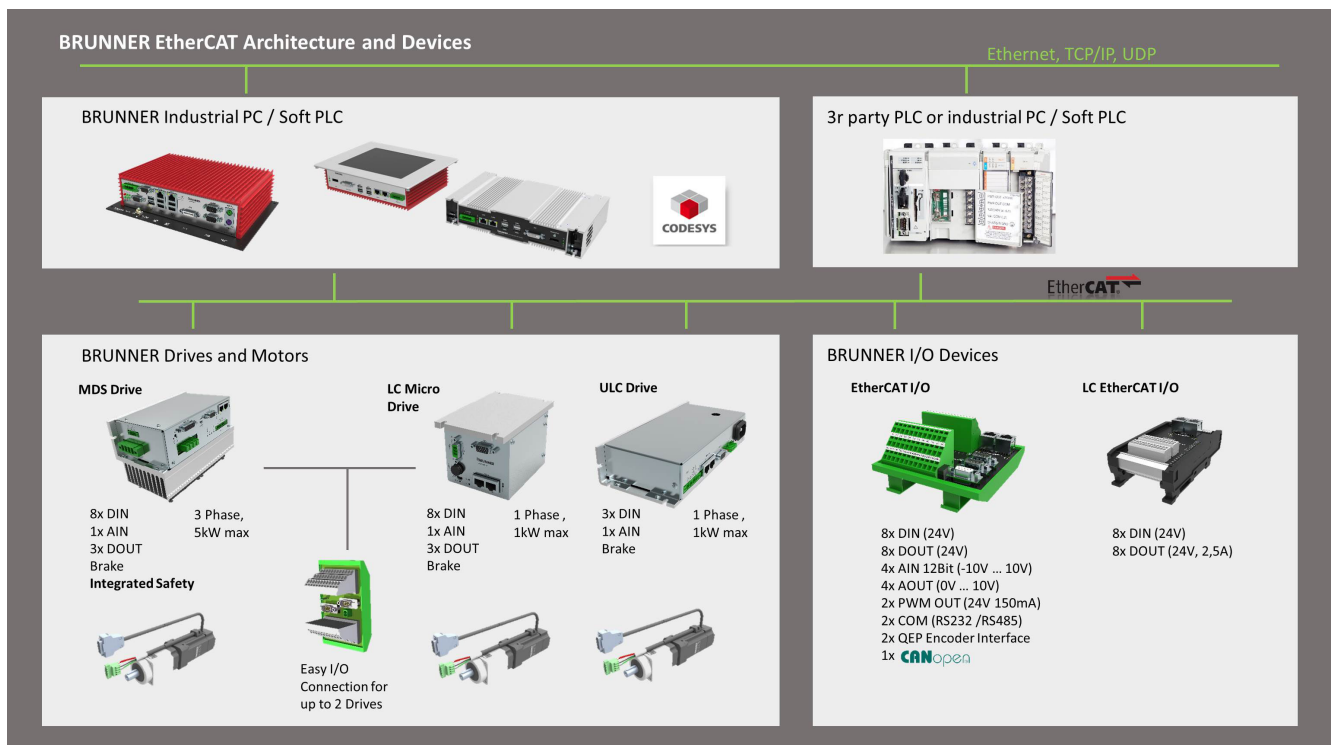 BRUNNER EtherCAT Architecture and Devices
Ethernet, TCP/IP, UDP
BRUNNER Industrial PC / Soft PLC
CODESYS
3r party PLC or industrial PC / Soft PLC
EtherCAT
BRUNNER Drives and Motors
MDS Drive
8x DIN
1x AIN
3x DOUT
Brake
Integrated Safety
3 Phase,
5kW max
Easy I/O
Connection for
up to 2 Drives
LC Micro
Drive
8x DIN
1x AIN
3x DOUT
Brake
1 Phase ,
1kW max
ULC Drive
3x DIN
1x AIN
Brake
1 Phase ,
1kW max
BRUNNER I/O Devices
EtherCAT I/O
8x DIN (24V)
8x DOUT (24V)
4x AIN 12Bit (-10V ... 10V)
4x AOUT (0V ... 10V)
2x PWM OUT (24V 150mA)
2x COM (RS232 /RS485)
2x QEP Encoder Interface
1x CANopen
LC EtherCAT I/O
8x DIN (24V)
8x DOUT (24V, 2,5A)